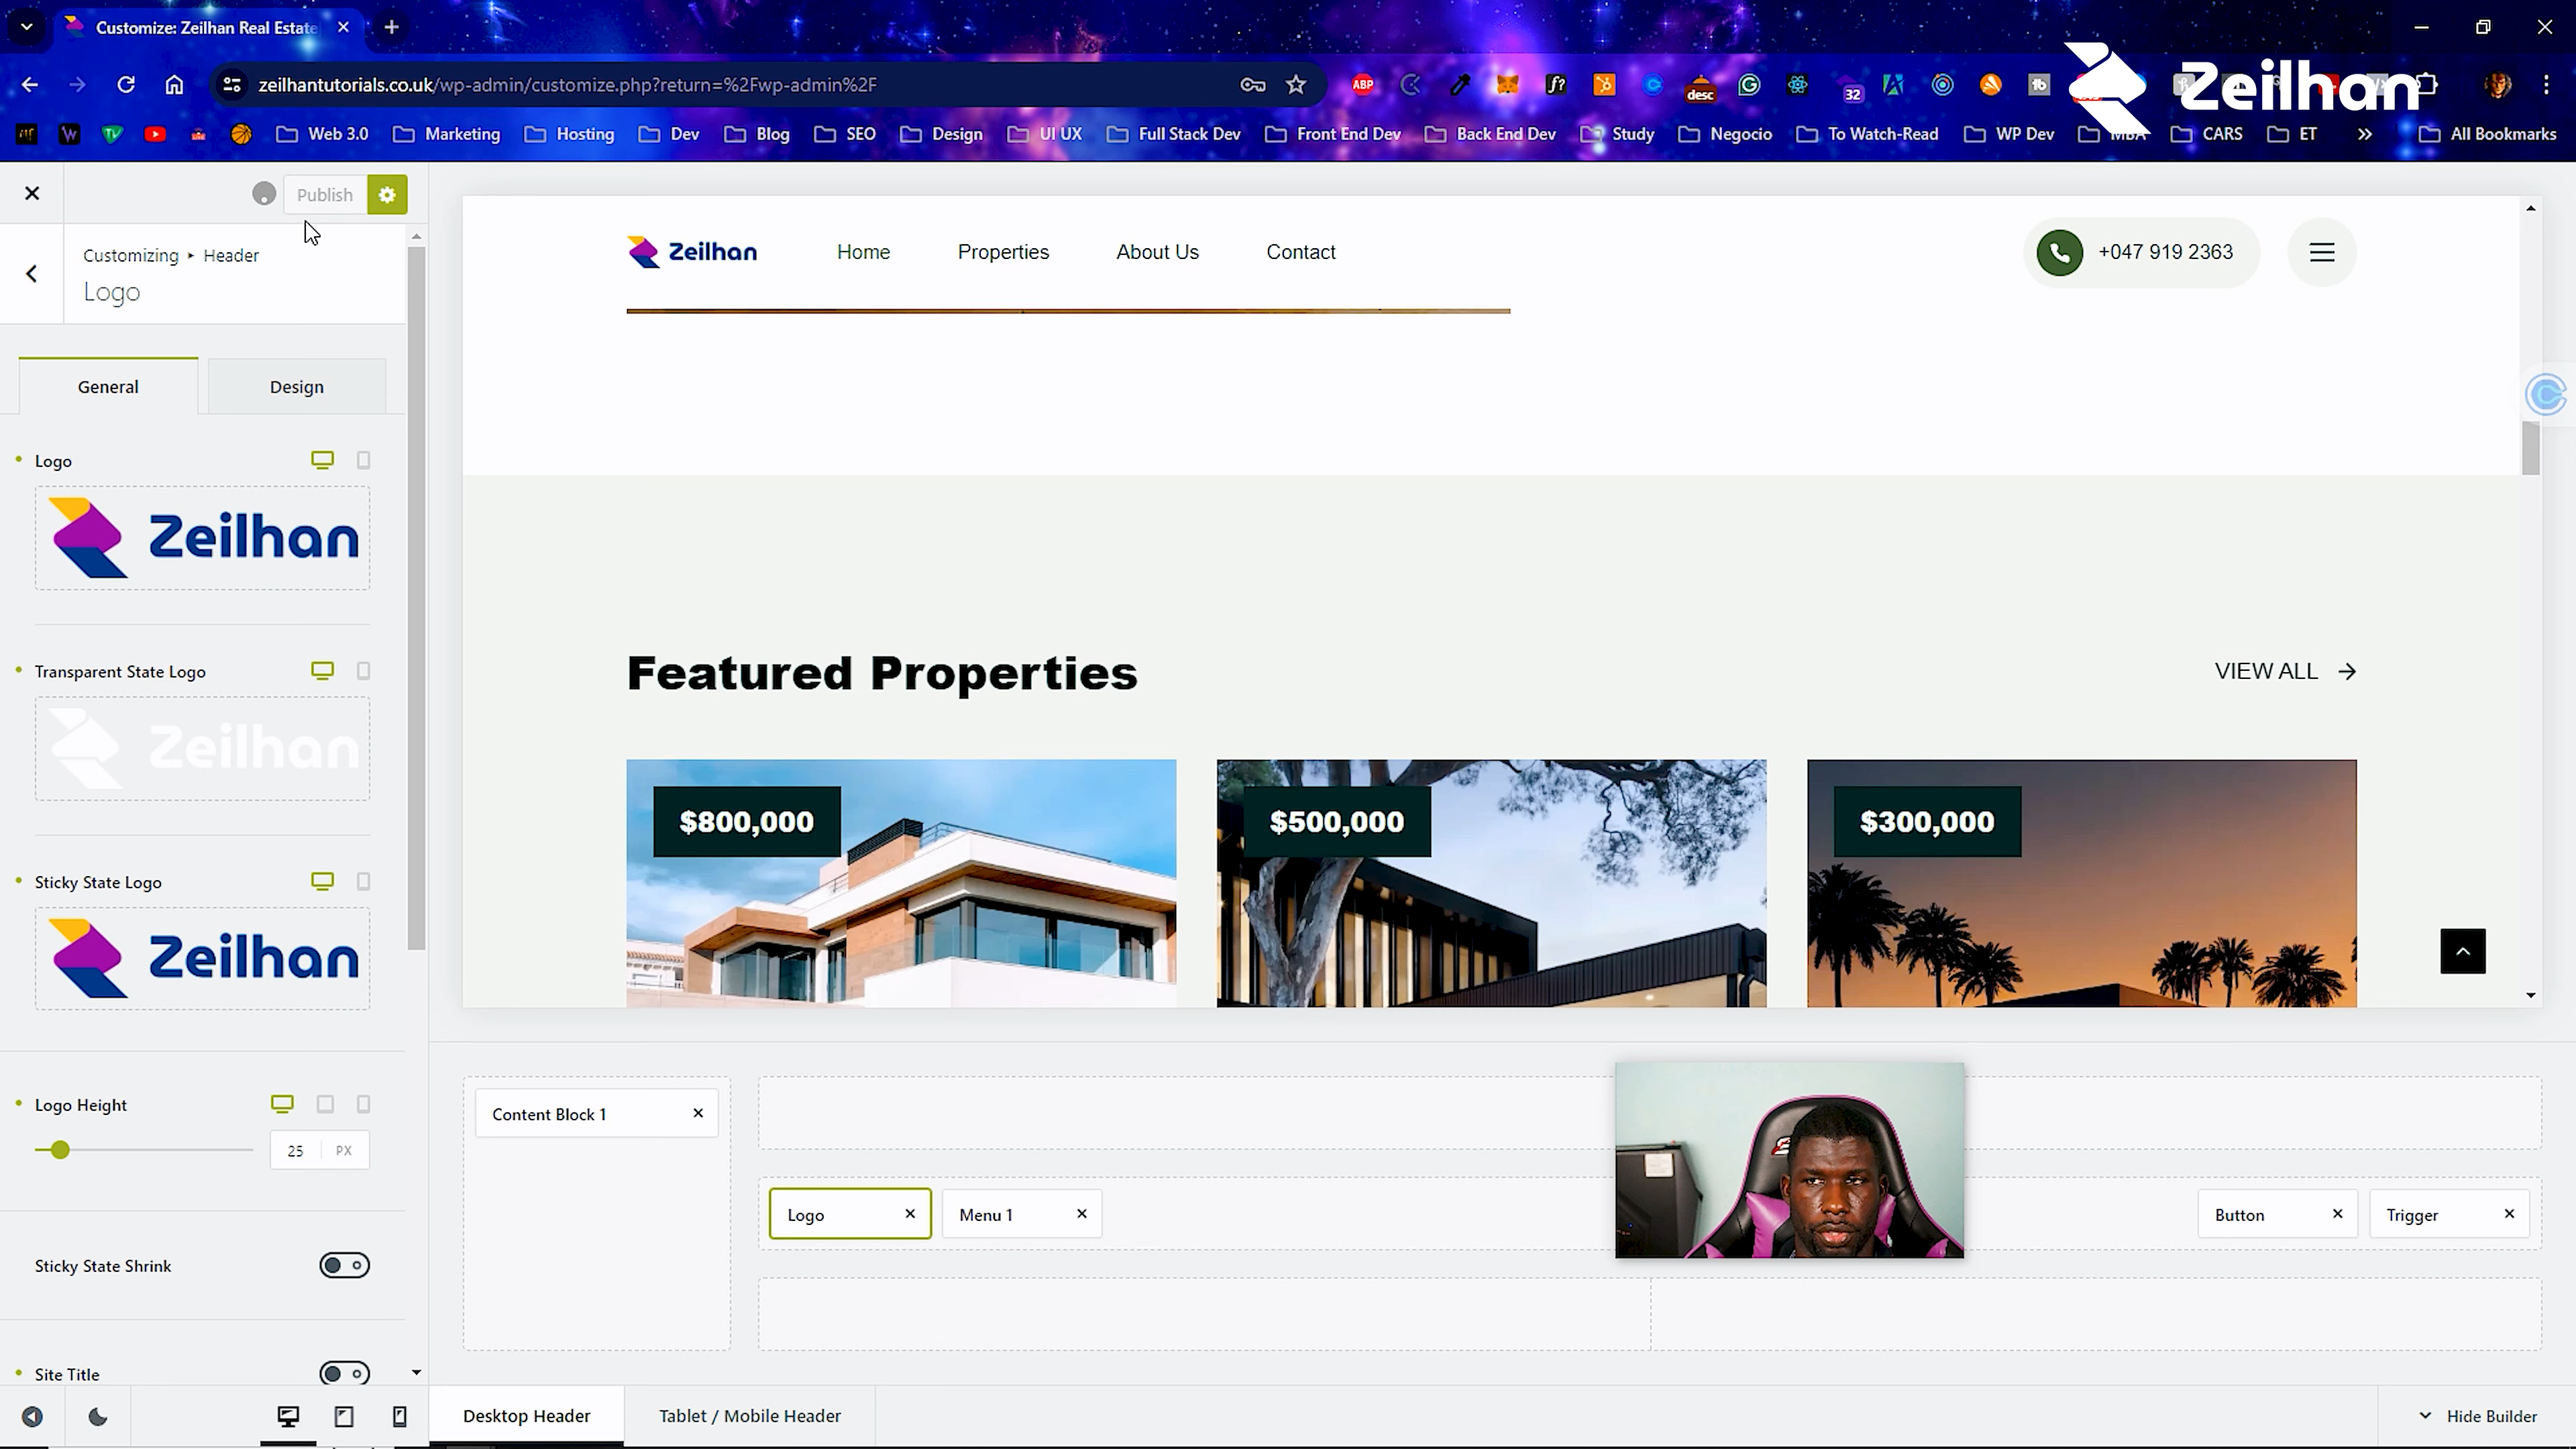 Customize: Zeilhan Real Estate
zeilhantutorials.co.uk/wp-admin/customize.php?return=%2Fwp-admin%2F
ABP
f?
desc
32
Zeilhan
Web 3.0
Marketing
Hosting
Dev
Blog
SEO
Design
UI UX
Full Stack Dev
Front End Dev
Back End Dev
Study
Negocio
To Watch-Read
WP Dev
MBA
CARS
ET
All Bookmarks
Publish
Customizing ▸ Header
Logo
General
Design
Logo
Zeilhan
Transparent State Logo
Zeilhan
Sticky State Logo
Zeilhan
Logo Height
25 PX
Sticky State Shrink
Site Title
Zeilhan
Home
Properties
About Us
Contact
+047 919 2363
Featured Properties
VIEW ALL
$800,000
$500,000
$300,000
Content Block 1
Logo
Menu 1
Button
Trigger
Desktop Header
Tablet / Mobile Header
Hide Builder